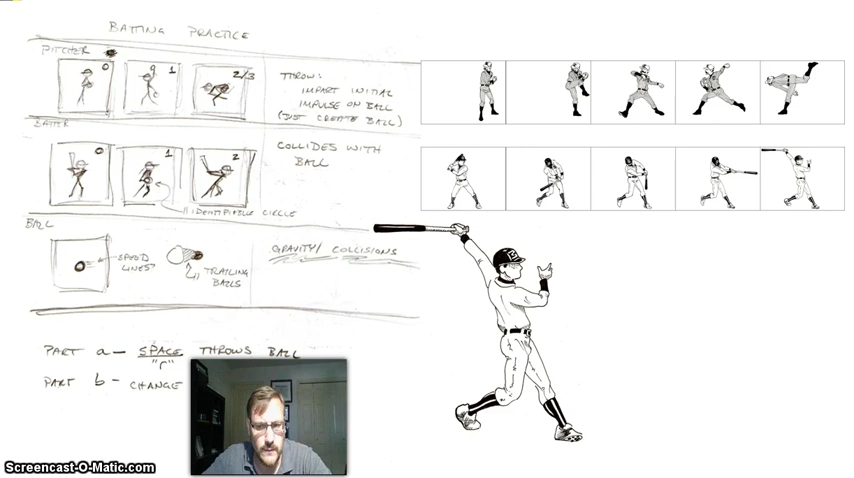 BATTING PRACTICE
PITCHER
0
1
2/3
THROW:
IMPART INITIAL
IMPULSE ON BALL
(JUST CREATE BALL)
BATTER
0
1
2
COLLIDES WITH
BALL
IDENTIFIABLE CIRCLE
BALL
SPEED
LINES
TRAILING
BALLS
GRAVITY/COLLISIONS
PART a - SPACE THROWS BALL
"r"
PART b - CHANGE
Screencast-O-Matic.com